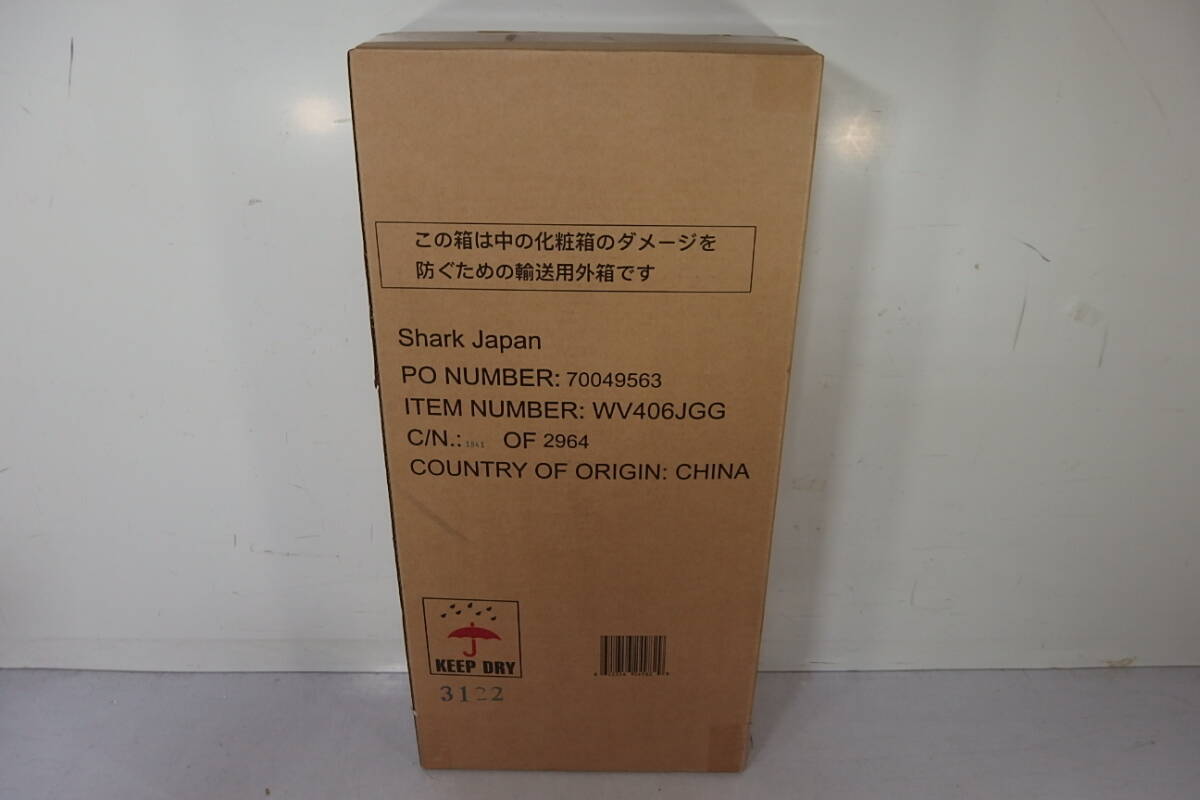 この箱は中の化粧箱のダメージを
防ぐための輸送用外箱です
Shark Japan
PO NUMBER: 70049563
ITEM NUMBER: WV406JGG
C/N.: OF 2964
COUNTRY OF ORIGIN: CHINA
KEEP DRY
3122